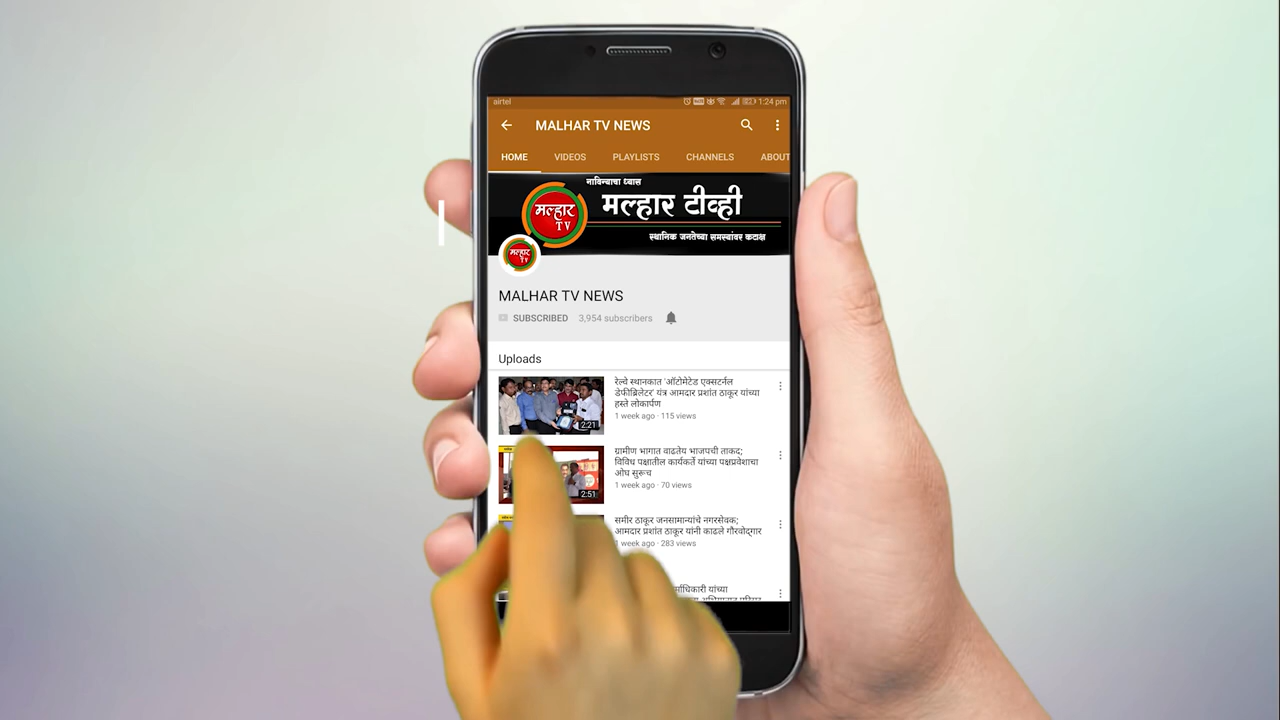 airtel
1:24 pm
MALHAR TV NEWS
HOME VIDEOS PLAYLISTS CHANNELS ABOUT
नाविन्याचा ध्यास
मल्हार टीव्ही
स्थानिक जनतेच्या समस्यांवर कटाक्ष
मल्हार
TV
मल्हार
TV
MALHAR TV NEWS
SUBSCRIBED 3,954 subscribers
Uploads
रेल्वे स्थानकात 'ऑटोमेटेड एक्सटर्नल
डेफीब्रिलेटर' यंत्र आमदार प्रशांत ठाकूर यांच्या
हस्ते लोकार्पण
1 week ago · 115 views
2:21
ग्रामीण भागात वाढतेय भाजपची ताकद;
विविध पक्षातील कार्यकर्ते यांच्या पक्षप्रवेशाचा
ओघ सुरूच
1 week ago · 70 views
2:51
समीर ठाकूर जनसामान्यांचे नगरसेवक;
आमदार प्रशांत ठाकूर यांनी काढले गौरवोद्गार
1 week ago · 283 views
र्माधिकारी यांच्या